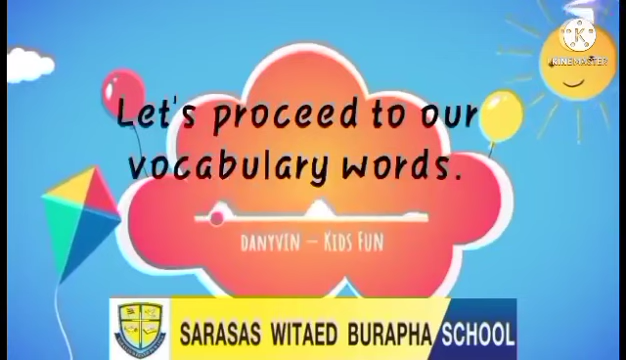 KINEMASTER
Let's proceed to our
vocabulary words.
DANYVIN – KIDS FUN
SARASAS WITAED BURAPHA SCHOOL